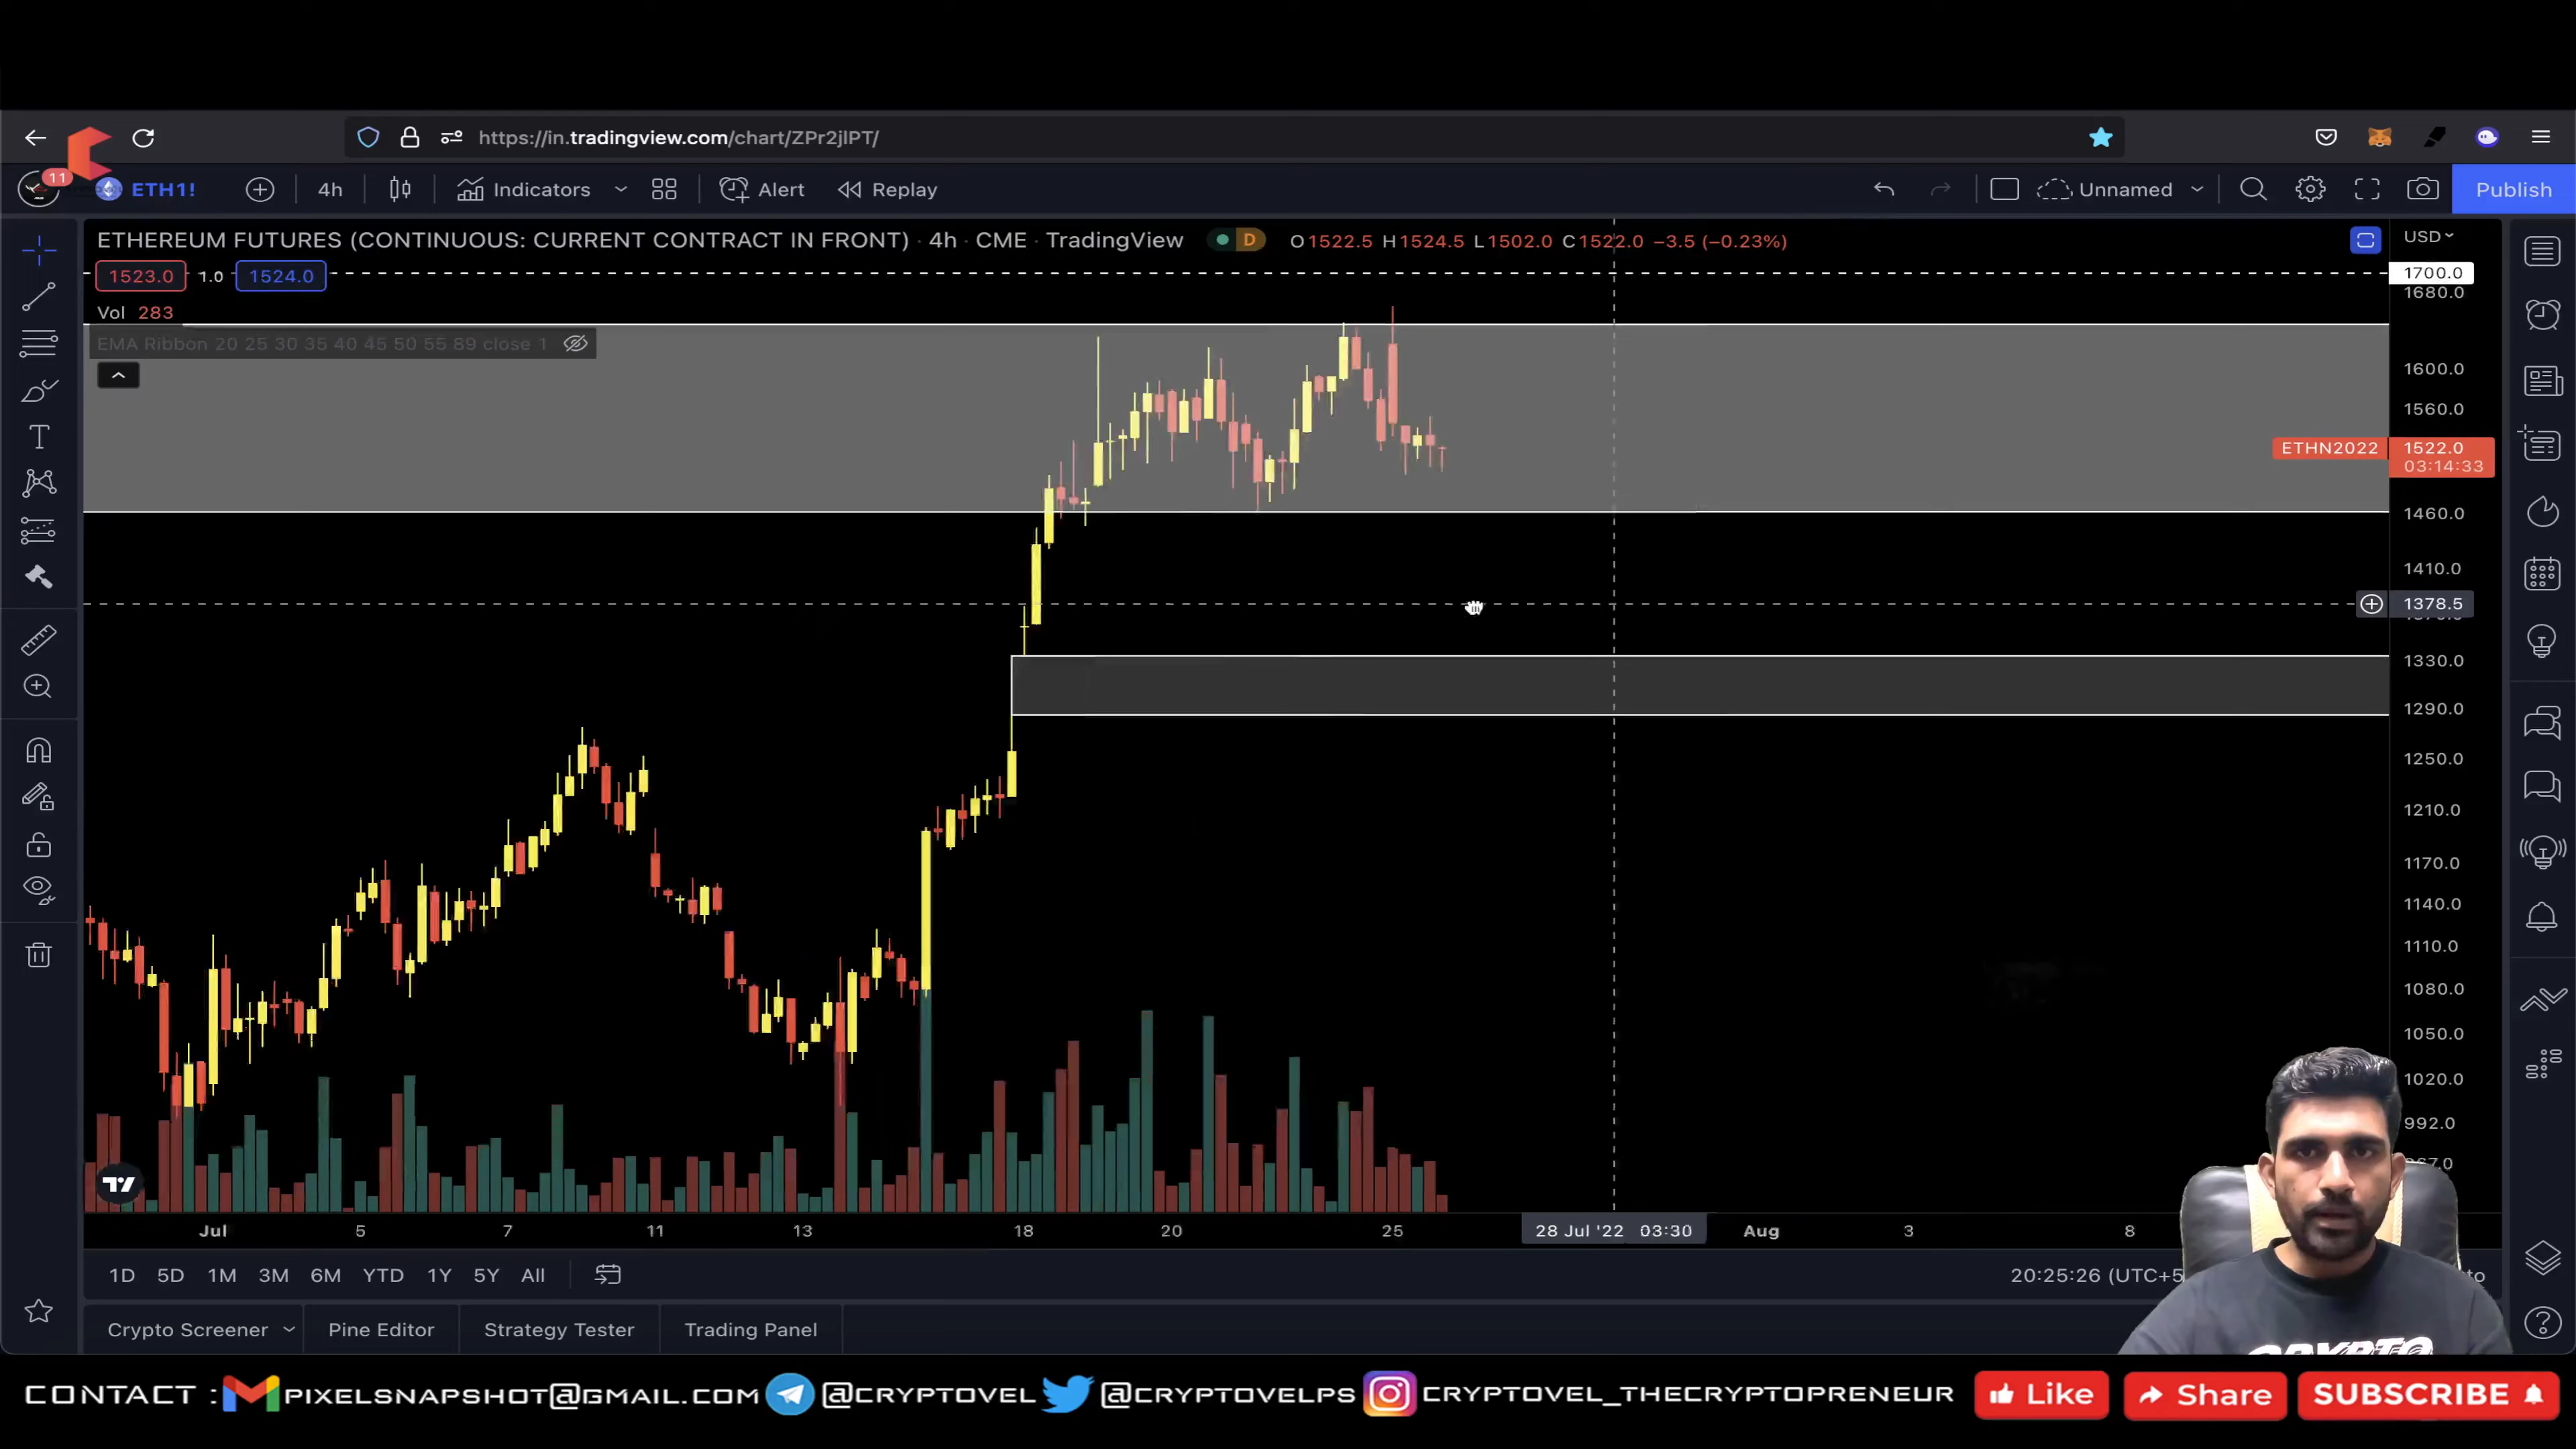 https://in.tradingview.com/chart/ZPr2jlPT/
11 ETH1! 4h Indicators Alert Replay Unnamed Publish
ETHEREUM FUTURES (CONTINUOUS: CURRENT CONTRACT IN FRONT) · 4h · CME · TradingView D O1522.5 H1524.5 L1502.0 C1522.0 −3.5 (−0.23%) USD
1523.0 1.0 1524.0
1700.0
1680.0
Vol 283
EMA Ribbon 20 25 30 35 40 45 50 55 89 close 1
1600.0
1560.0
ETHN2022 1522.0
03:14:33
1460.0
1410.0
1378.5
1330.0
1290.0
1250.0
1210.0
1170.0
1140.0
1110.0
1080.0
1050.0
1020.0
992.0
Jul 5 7 11 13 18 20 25 28 Jul '22 03:30 Aug 3 8
1D 5D 1M 3M 6M YTD 1Y 5Y All 20:25:26 (UTC+5
Crypto Screener Pine Editor Strategy Tester Trading Panel
CRYPTO
CONTACT : PIXELSNAPSHOT@GMAIL.COM @CRYPTOVEL @CRYPTOVELPS CRYPTOVEL_THECRYPTOPRENEUR Like Share SUBSCRIBE